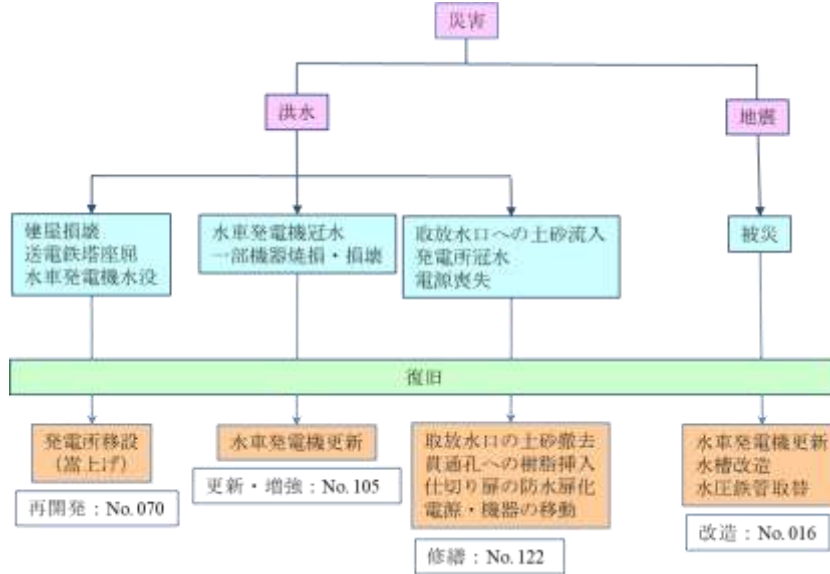 災害
洪水
地震
建屋損壊
送電鉄塔座屈
水車発電機水没
水車発電機冠水
一部機器焼損・損壊
取放水口への土砂流入
発電所冠水
電源喪失
被災
復旧
発電所移設
(嵩上げ)
再開発：No.070
水車発電機更新
更新・増強：No.105
取放水口の土砂撤去
貫通孔への樹脂挿入
仕切り扉の防水扉化
電源・機器の移動
修繕：No.122
水車発電機更新
水槽改造
水圧鉄管取替
改造：No.016